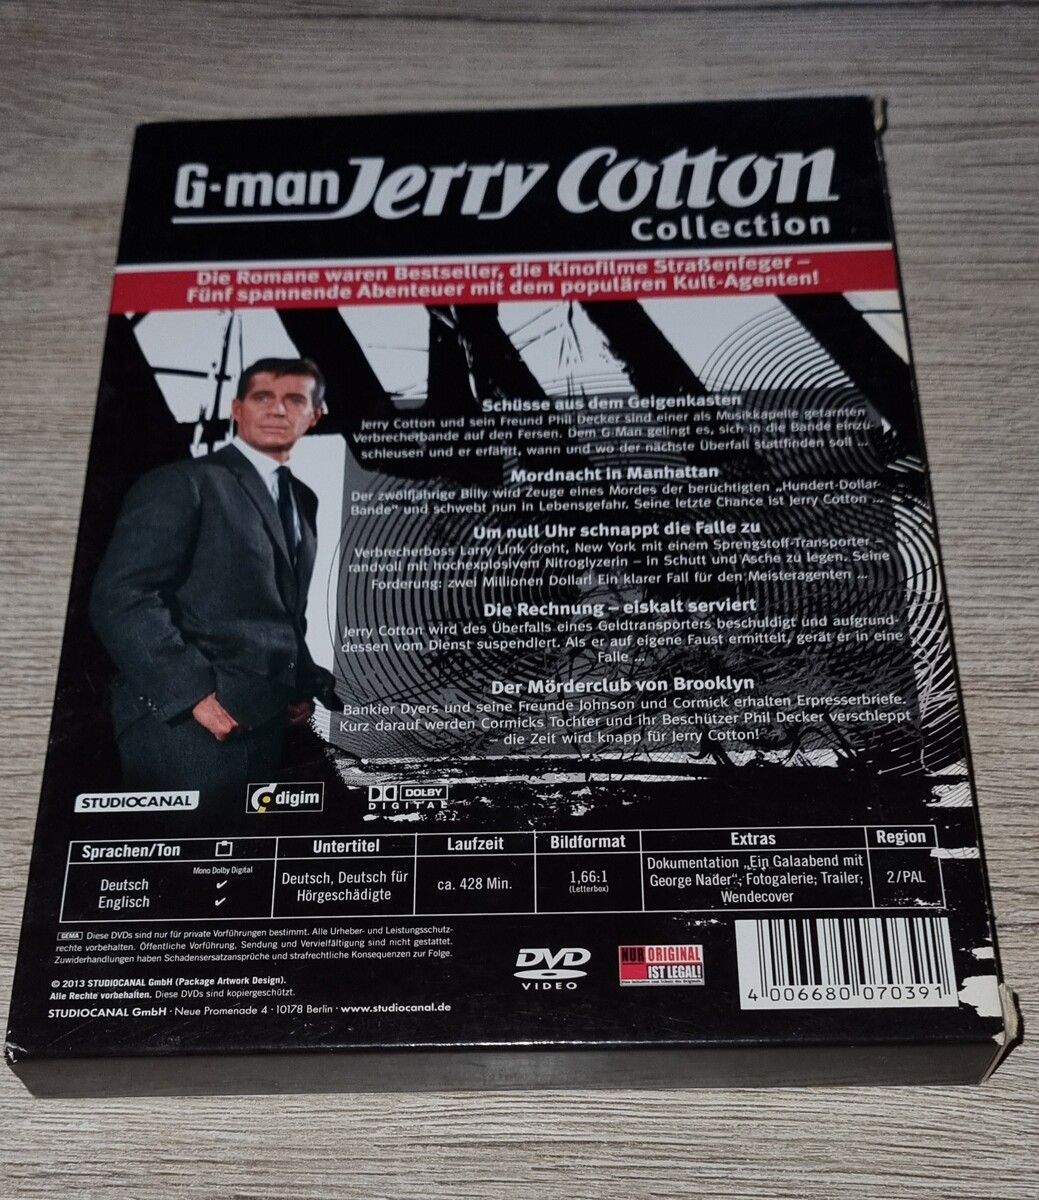 G-man Jerry Cotton
Collection
Die Romane waren Bestseller, die Kinofilme Straßenfeger –
Fünf spannende Abenteuer mit dem populären Kult-Agenten!
Schüsse aus dem Geigenkasten
Jerry Cotton und sein Freund Phil Decker sind einer als Musikkapelle getarnten
Verbrecherbande auf den Fersen. Dem G-Man gelingt es, sich in die Bande einzu-
schleusen und er erfährt, wann und wo der nächste Überfall stattfinden soll ...
Mordnacht in Manhattan
Der zwölfjährige Billy wird Zeuge eines Mordes der berüchtigten „Hundert-Dollar-
Bande“ und schwebt nun in Lebensgefahr. Seine letzte Chance ist Jerry Cotton ...
Um null Uhr schnappt die Falle zu
Verbrecherboss Larry Link droht, New York mit einem Sprengstoff-Transporter –
randvoll mit hochexplosivem Nitroglyzerin – in Schutt und Asche zu legen. Seine
Forderung: zwei Millionen Dollar! Ein klarer Fall für den Meisteragenten ...
Die Rechnung – eiskalt serviert
Jerry Cotton wird des Überfalls eines Geldtransporters beschuldigt und aufgrund-
dessen vom Dienst suspendiert. Als er auf eigene Faust ermittelt, gerät er in eine
Falle ...
Der Mörderclub von Brooklyn
Bankier Dyers und seine Freunde Johnson und Cormick erhalten Erpresserbriefe.
Kurz darauf werden Cormicks Tochter und ihr Beschützer Phil Decker verschleppt
– die Zeit wird knapp für Jerry Cotton!
STUDIOCANAL
digim
DOLBY
DIGITAL
Sprachen/Ton
Mono Dolby Digital
Deutsch ✓
Englisch ✓
Untertitel
Deutsch, Deutsch für
Hörgeschädigte
Laufzeit
ca. 428 Min.
Bildformat
1,66:1
(Letterbox)
Extras
Dokumentation „Ein Galaabend mit
George Nader“; Fotogalerie; Trailer;
Wendecover
Region
2/PAL
GEMA Diese DVDs sind nur für private Vorführungen bestimmt. Alle Urheber- und Leistungsschutz-
rechte vorbehalten. Öffentliche Vorführung, Sendung und Vervielfältigung sind nicht gestattet.
Zuwiderhandlungen haben Schadensersatzansprüche und strafrechtliche Konsequenzen zur Folge.
© 2013 STUDIOCANAL GmbH (Package Artwork Design).
Alle Rechte vorbehalten. Diese DVDs sind kopiergeschützt.
STUDIOCANAL GmbH · Neue Promenade 4 · 10178 Berlin · www.studiocanal.de
DVD
VIDEO
NUR ORIGINAL
IST LEGAL!
4 006680 070391